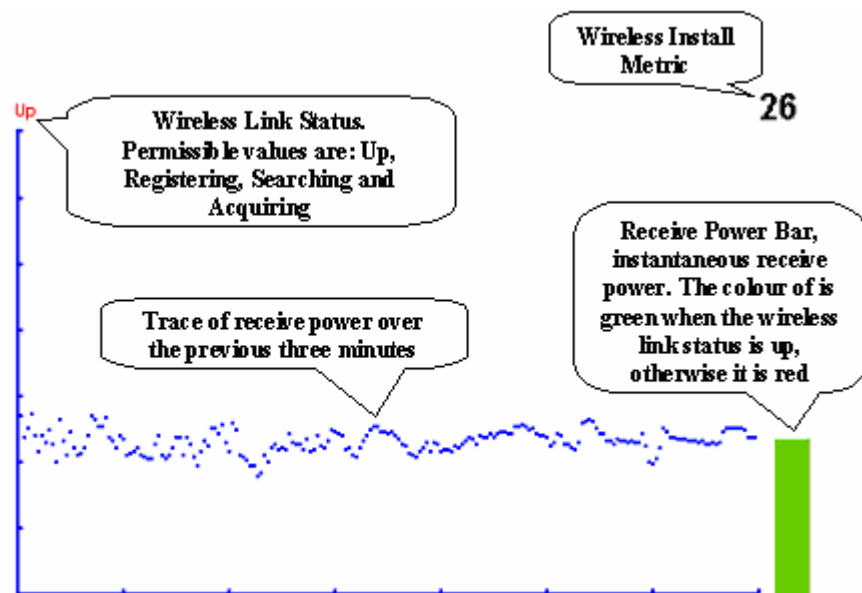 Wireless Install
Metric
26
Up
Wireless Link Status.
Permissible values are: Up,
Registering, Searching and
Acquiring
Receive Power Bar,
instantaneous receive
power. The colour of is
green when the wireless
link status is up,
otherwise it is red
Trace of receive power over
the previous three minutes